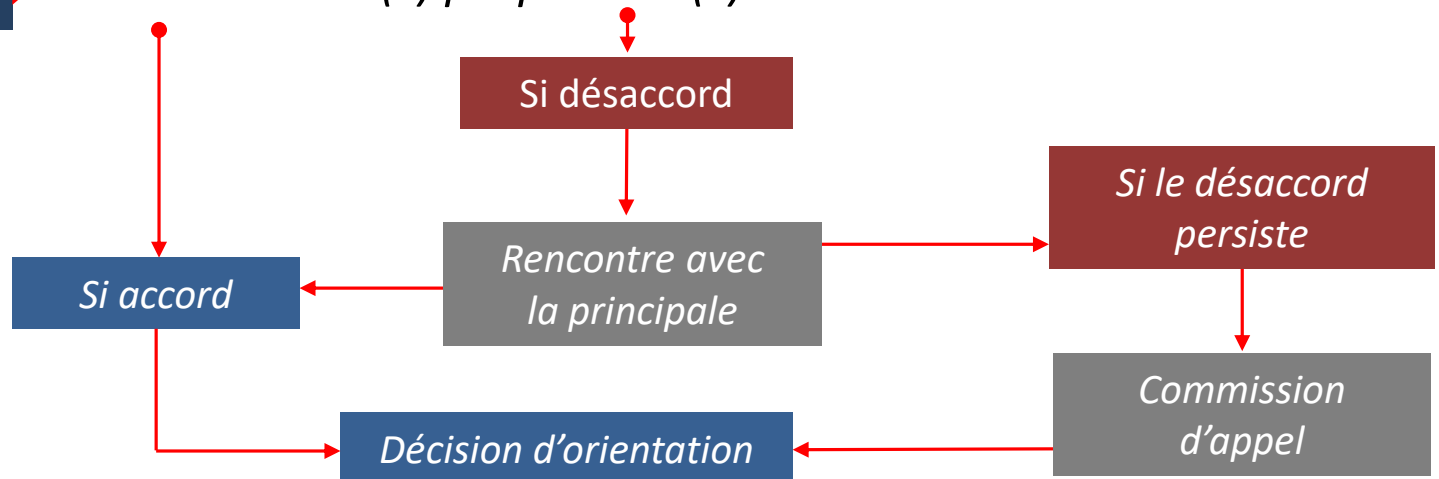 Si désaccord
Si le désaccord
persiste
Rencontre avec
la principale
Si accord
Commission
d'appel
Décision d'orientation